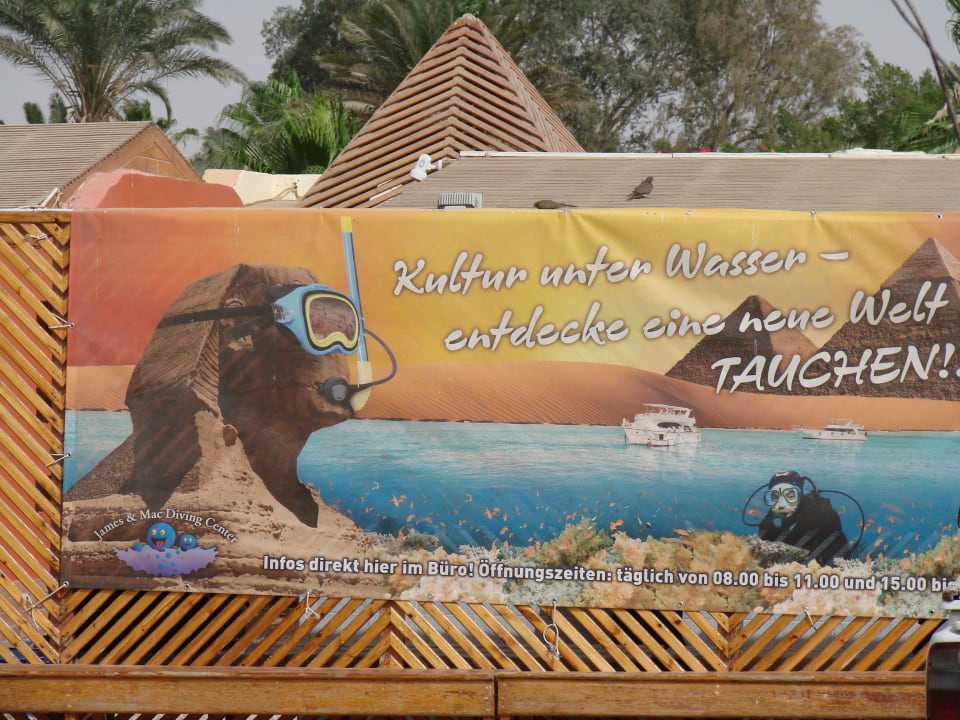 Kultur unter Wasser –
entdecke eine neue Welt
TAUCHEN!
James & Mac Diving Center
Infos direkt hier im Büro! Öffnungszeiten: täglich von 08.00 bis 11.00 und 15.00 bis